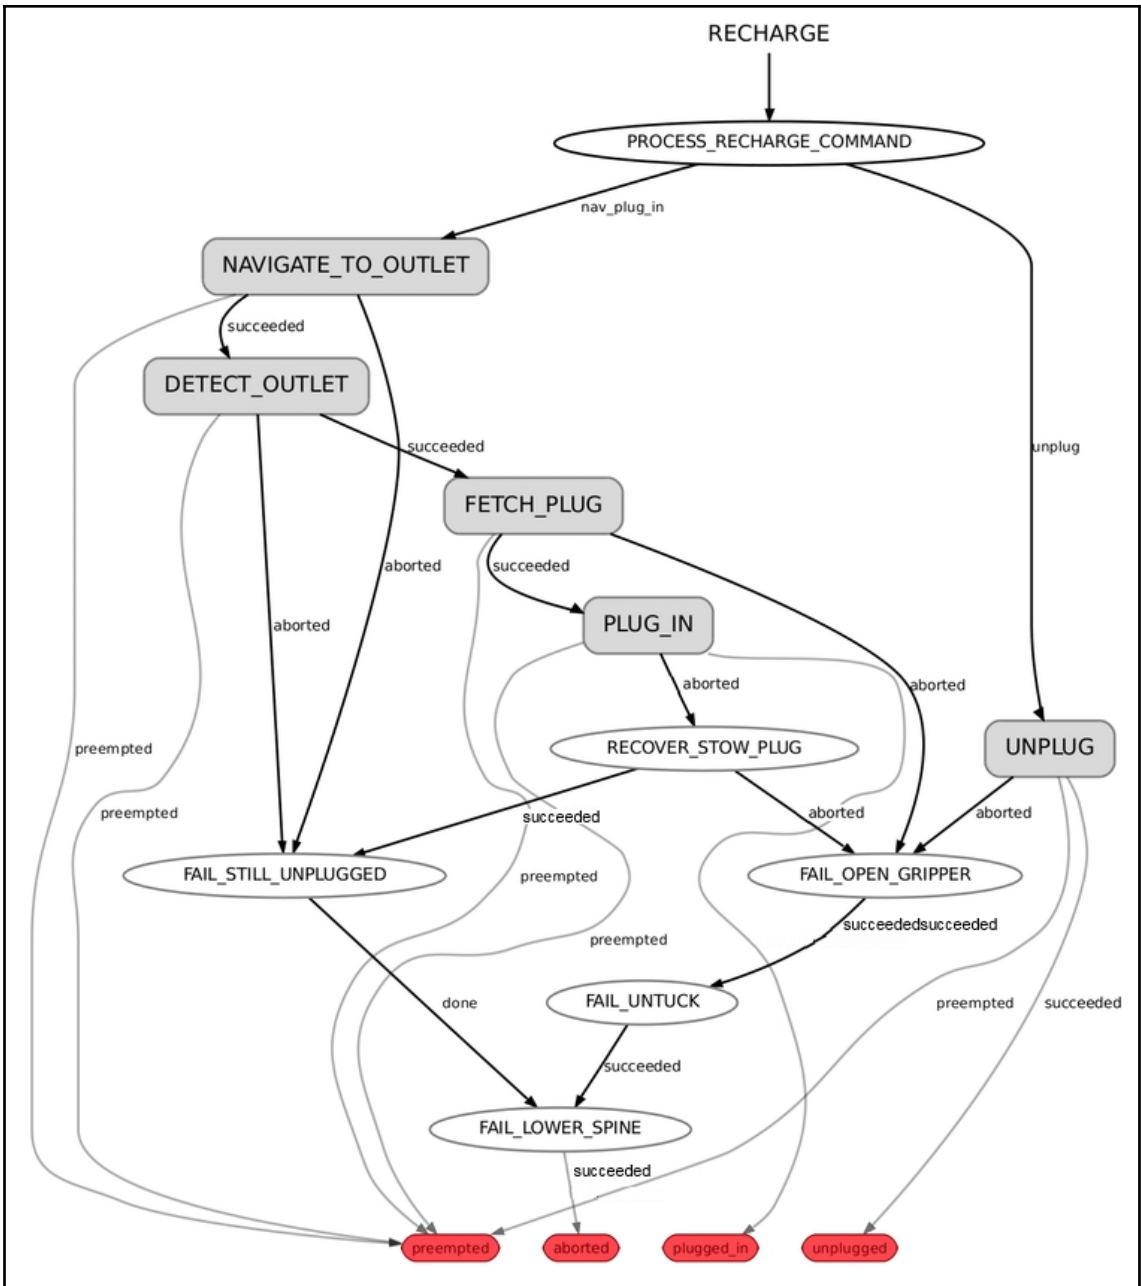 RECHARGE
PROCESS_RECHARGE_COMMAND
nav_plug_in
NAVIGATE_TO_OUTLET
succeeded
DETECT_OUTLET
succeeded
unplug
FETCH_PLUG
succeeded
aborted
aborted
PLUG_IN
aborted
aborted
preempted
RECOVER_STOW_PLUG
UNPLUG
preempted
succeeded
aborted
aborted
FAIL_STILL_UNPLUGGED
preempted
FAIL_OPEN_GRIPPER
succeededsucceeded
preempted
done
FAIL_UNTUCK
preempted
succeeded
succeeded
FAIL_LOWER_SPINE
succeeded
preempted
aborted
plugged_in
unplugged